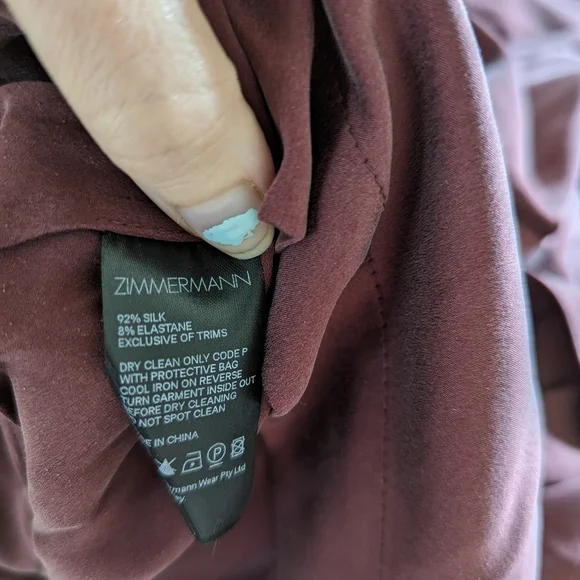 ZIMMERMANN
92% SILK
8% ELASTANE
EXCLUSIVE OF TRIMS
DRY CLEAN ONLY CODE P
WITH PROTECTIVE BAG
COOL IRON ON REVERSE
TURN GARMENT INSIDE OUT
BEFORE DRY CLEANING
DO NOT SPOT CLEAN
IN CHINA
P
Wear Pty Ltd